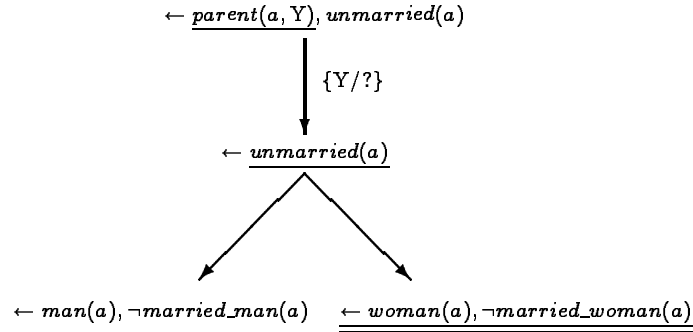 ← parent(a, Y), unmarried(a)
{Y/?}
← unmarried(a)
← man(a), ¬married_man(a)
← woman(a), ¬married_woman(a)